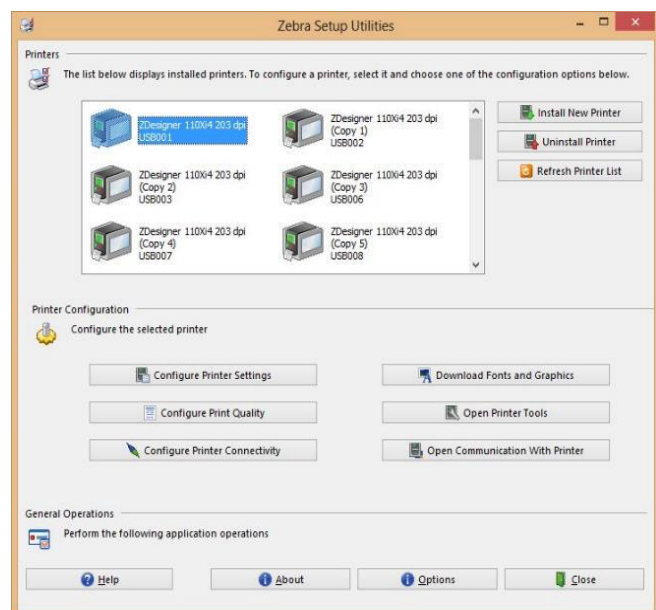 Zebra Setup Utilities
Printers
The list below displays installed printers. To configure a printer, select it and choose one of the configuration options below.
ZDesigner 110Xi4 203 dpi
USB001
ZDesigner 110Xi4 203 dpi
(Copy 1)
USB002
ZDesigner 110Xi4 203 dpi
(Copy 2)
USB003
ZDesigner 110Xi4 203 dpi
(Copy 3)
USB006
ZDesigner 110Xi4 203 dpi
(Copy 4)
USB007
ZDesigner 110Xi4 203 dpi
(Copy 5)
USB008
Install New Printer
Uninstall Printer
Refresh Printer List
Printer Configuration
Configure the selected printer
Configure Printer Settings
Download Fonts and Graphics
Configure Print Quality
Open Printer Tools
Configure Printer Connectivity
Open Communication With Printer
General Operations
Perform the following application operations
Help
About
Options
Close